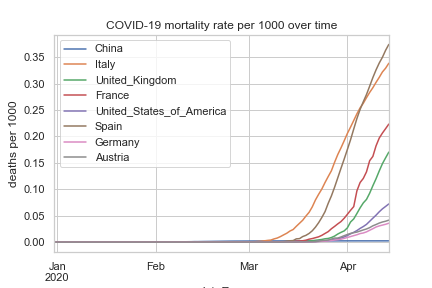 COVID-19 mortality rate per 1000 over time
deaths per 1000
0.35
0.30
0.25
0.20
0.15
0.10
0.05
0.00
China
Italy
United_Kingdom
France
United_States_of_America
Spain
Germany
Austria
Jan
2020
Feb
Mar
Apr